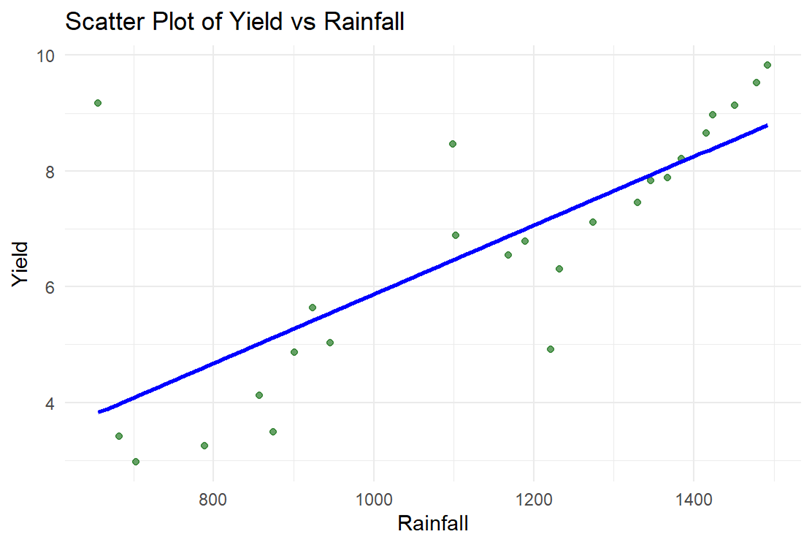 Scatter Plot of Yield vs Rainfall
10
8
6
4
Yield
800 1000 1200 1400
Rainfall